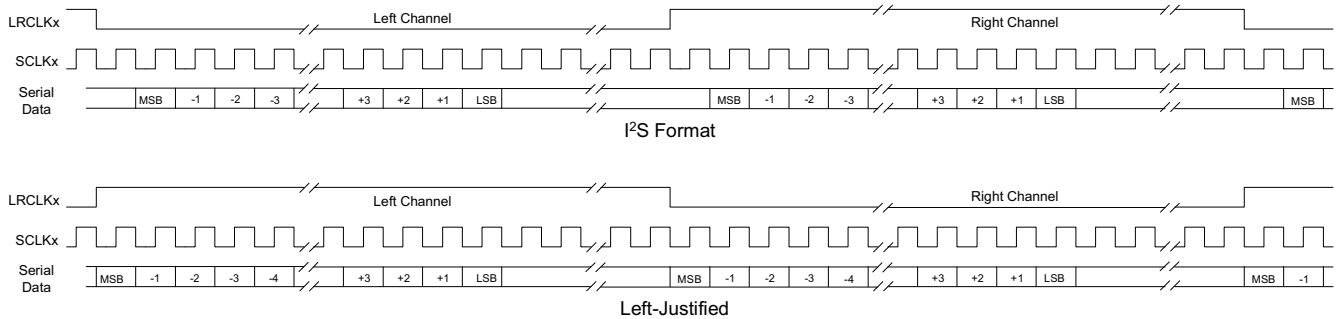 LRCLKx Left Channel Right Channel
SCLKx
Serial Data MSB -1 -2 -3 +3 +2 +1 LSB MSB -1 -2 -3 +3 +2 +1 LSB MSB
I²S Format
LRCLKx Left Channel Right Channel
SCLKx
Serial Data MSB -1 -2 -3 -4 +3 +2 +1 LSB MSB -1 -2 -3 -4 +3 +2 +1 LSB MSB -1
Left-Justified